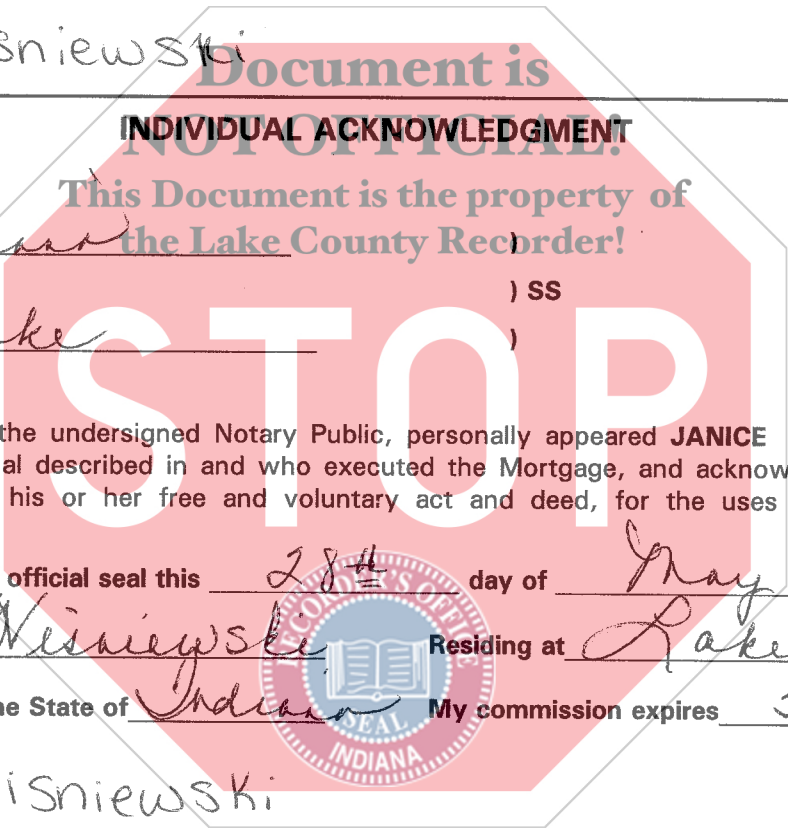 sniewski
Document is
INDIVIDUAL ACKNOWLEDGMENT
NOT OFFICIAL!
This Document is the property of
the Lake County Recorder!
)
) SS
ke )
STOP
the undersigned Notary Public, personally appeared JANICE
al described in and who executed the Mortgage, and acknow
his or her free and voluntary act and deed, for the uses
official seal this 28th day of May
Wisniewski Residing at Lake
he State of Indiana My commission expires
RECORDER'S OFFICE
SEAL
INDIANA
isniewski